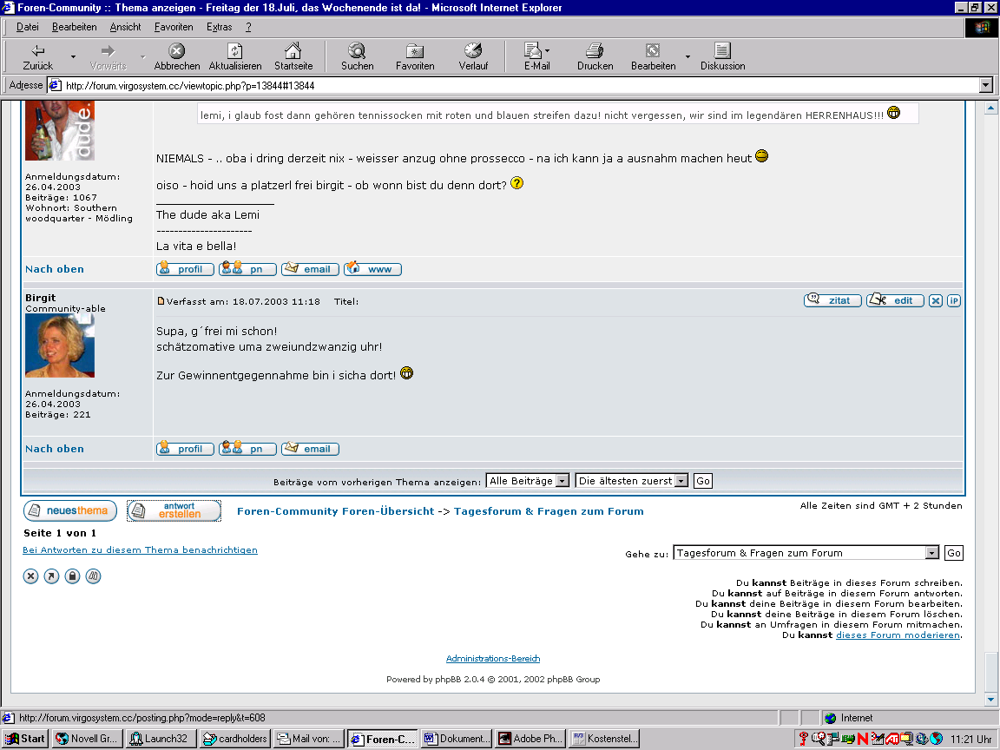 Foren-Community :: Thema anzeigen - Freitag der 18.Juli, das Wochenende ist da! - Microsoft Internet Explorer
Datei Bearbeiten Ansicht Favoriten Extras ?
Zurück Vorwärts Abbrechen Aktualisieren Startseite Suchen Favoriten Verlauf E-Mail Drucken Bearbeiten Diskussion
Adresse http://forum.virgosystem.cc/viewtopic.php?p=13844#13844
dude.
lemi, i glaub fost dann gehören tennissocken mit roten und blauen streifen dazu! nicht vergessen, wir sind im legendären HERRENHAUS!!!
NIEMALS - .. oba i dring derzeit nix - weisser anzug ohne prossecco - na ich kann ja a ausnahm machen heut
oiso - hoid uns a platzerl frei birgit - ob wonn bist du denn dort?
_________________
The dude aka Lemi
----------------------
La vita e bella!
Anmeldungsdatum:
26.04.2003
Beiträge: 1067
Wohnort: Southern
woodquarter - Mödling
Nach oben profil pn email www
Birgit
Community-able
Verfasst am: 18.07.2003 11:18 Titel: zitat edit X IP
Supa, g´frei mi schon!
schätzomative uma zweiundzwanzig uhr!
Zur Gewinnentgegennahme bin i sicha dort!
Anmeldungsdatum:
26.04.2003
Beiträge: 221
Nach oben profil pn email
Beiträge vom vorherigen Thema anzeigen: Alle Beiträge Die ältesten zuerst Go
neuesthema antwort erstellen Foren-Community Foren-Übersicht -> Tagesforum & Fragen zum Forum Alle Zeiten sind GMT + 2 Stunden
Seite 1 von 1
Bei Antworten zu diesem Thema benachrichtigen
Gehe zu: Tagesforum & Fragen zum Forum Go
Du kannst Beiträge in dieses Forum schreiben.
Du kannst auf Beiträge in diesem Forum antworten.
Du kannst deine Beiträge in diesem Forum bearbeiten.
Du kannst deine Beiträge in diesem Forum löschen.
Du kannst an Umfragen in diesem Forum mitmachen.
Du kannst dieses Forum moderieren.
Administrations-Bereich
Powered by phpBB 2.0.4 © 2001, 2002 phpBB Group
http://forum.virgosystem.cc/posting.php?mode=reply&t=608 Internet
Start Novell Gr... Launch32 cardholders Mail von: ... Foren-C... Dokument... Adobe Ph... Kostenstel... 11:21 Uhr